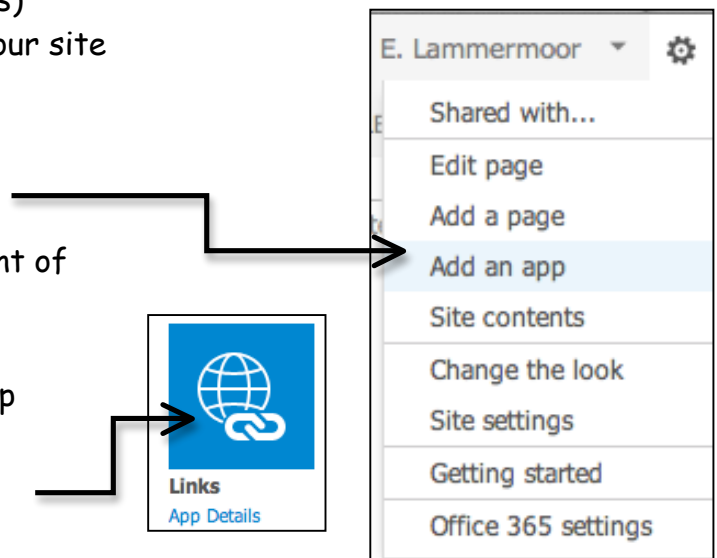 s)
our site
nt of
p
Links
App Details
E. Lammermoor
Shared with...
Edit page
Add a page
Add an app
Site contents
Change the look
Site settings
Getting started
Office 365 settings